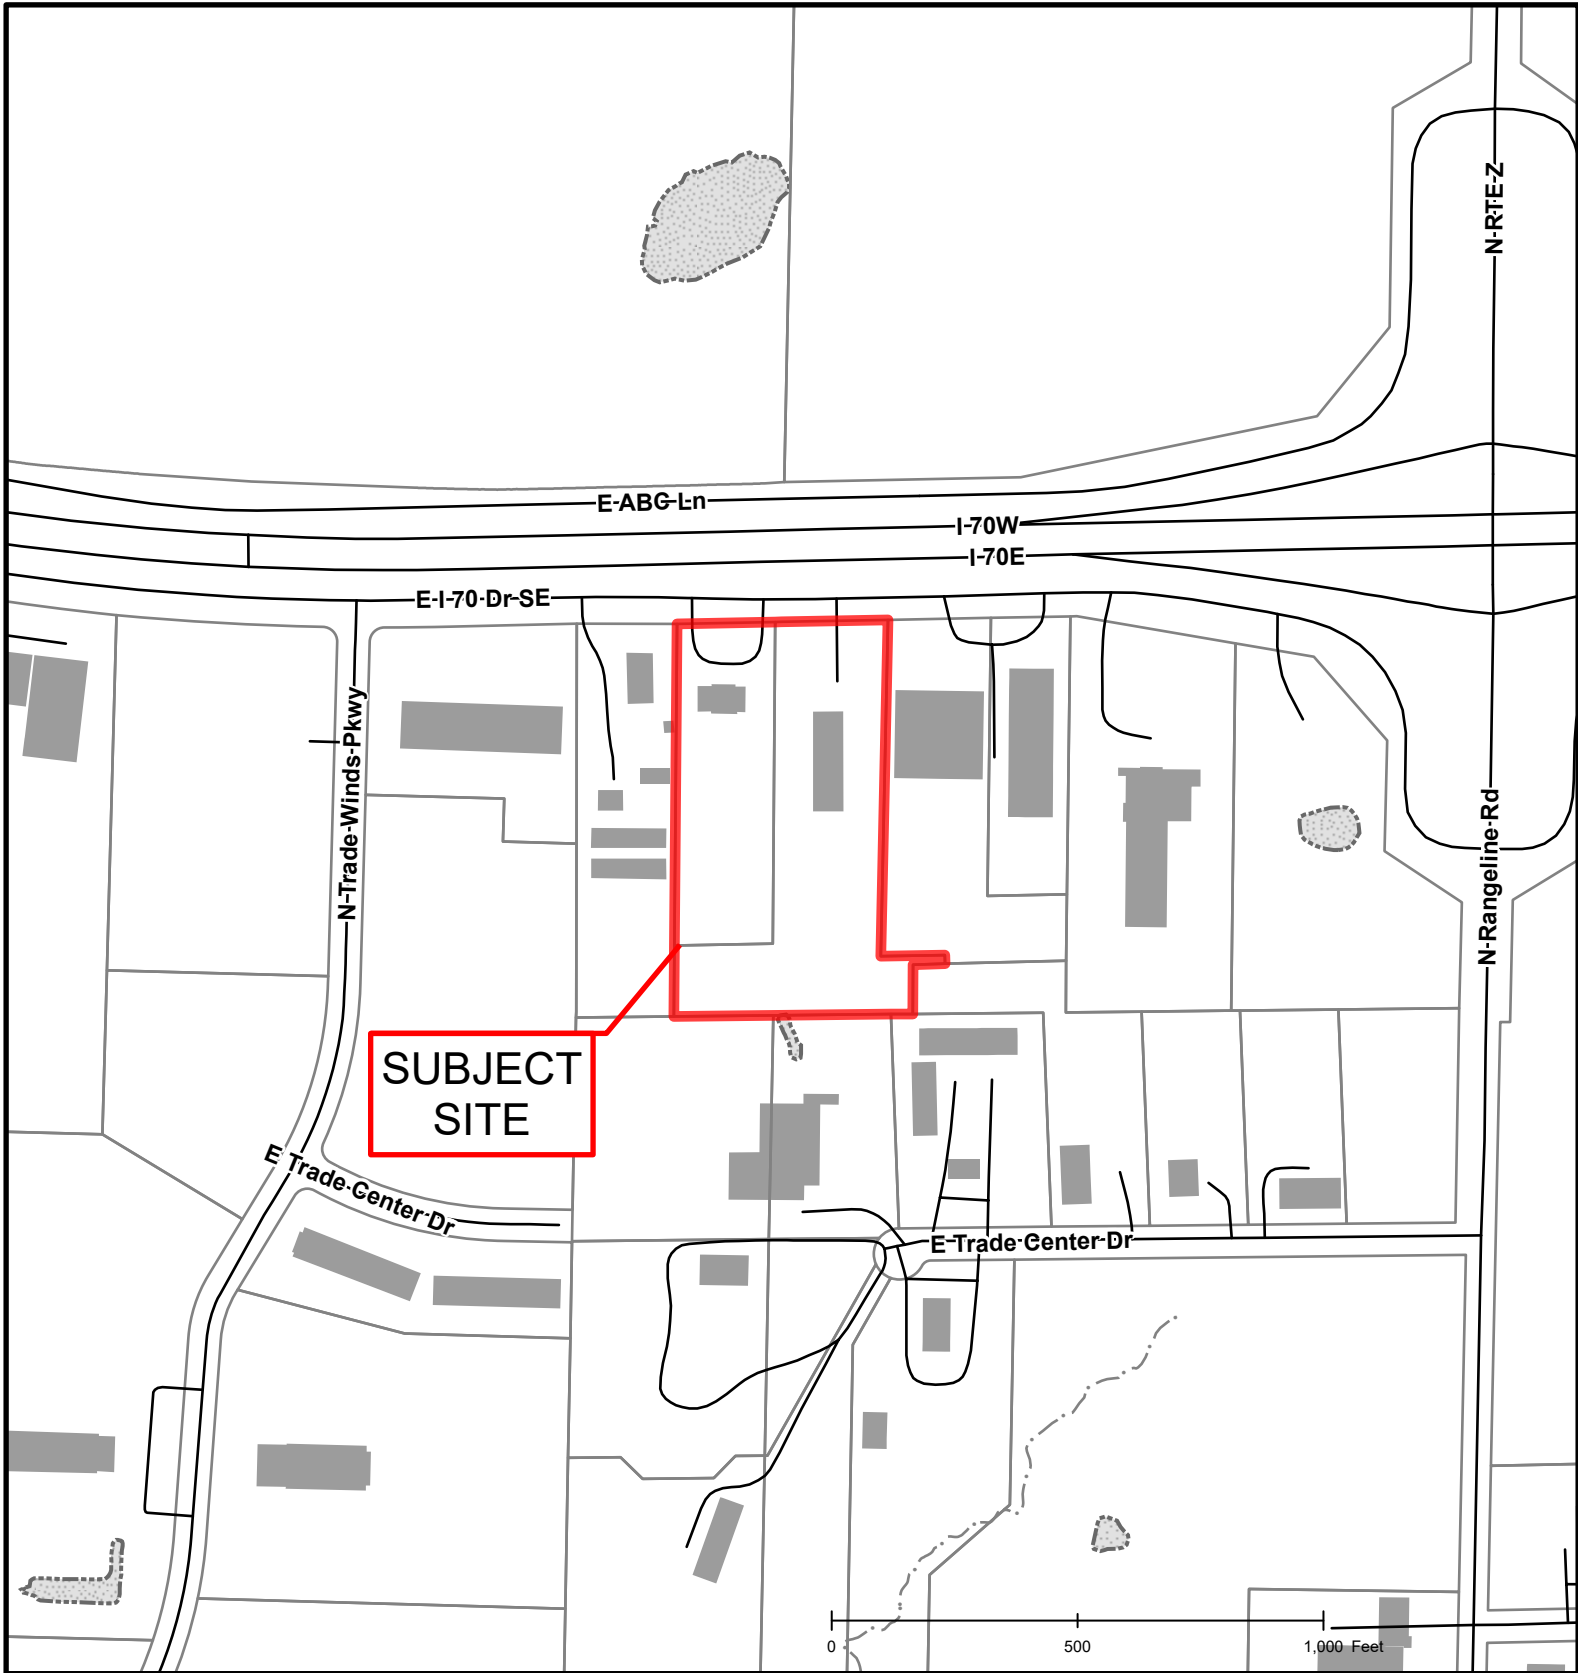 N RTE Z
E ABC Ln
I-70W
I-70E
E I-70 Dr SE
N Trade Winds Pkwy
N Rangeline Rd
SUBJECT
SITE
E Trade Center Dr
E Trade Center Dr
0 500 1,000 Feet